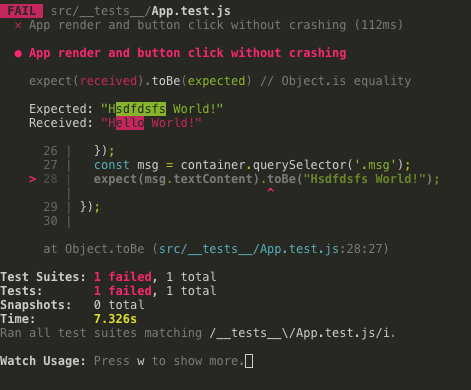 FAIL src/__tests__/App.test.js
× App render and button click without crashing (112ms)
● App render and button click without crashing
expect(received).toBe(expected) // Object.is equality
Expected: "Hsdfdsfs World!"
Received: "Hello World!"
26 | });
27 | const msg = container.querySelector('.msg');
> 28 | expect(msg.textContent).toBe("Hsdfdsfs World!");
| ^
29 | });
30 |
at Object.toBe (src/__tests__/App.test.js:28:27)
Test Suites: 1 failed, 1 total
Tests: 1 failed, 1 total
Snapshots: 0 total
Time: 7.326s
Ran all test suites matching /__tests__\/App.test.js/i.
Watch Usage: Press w to show more.